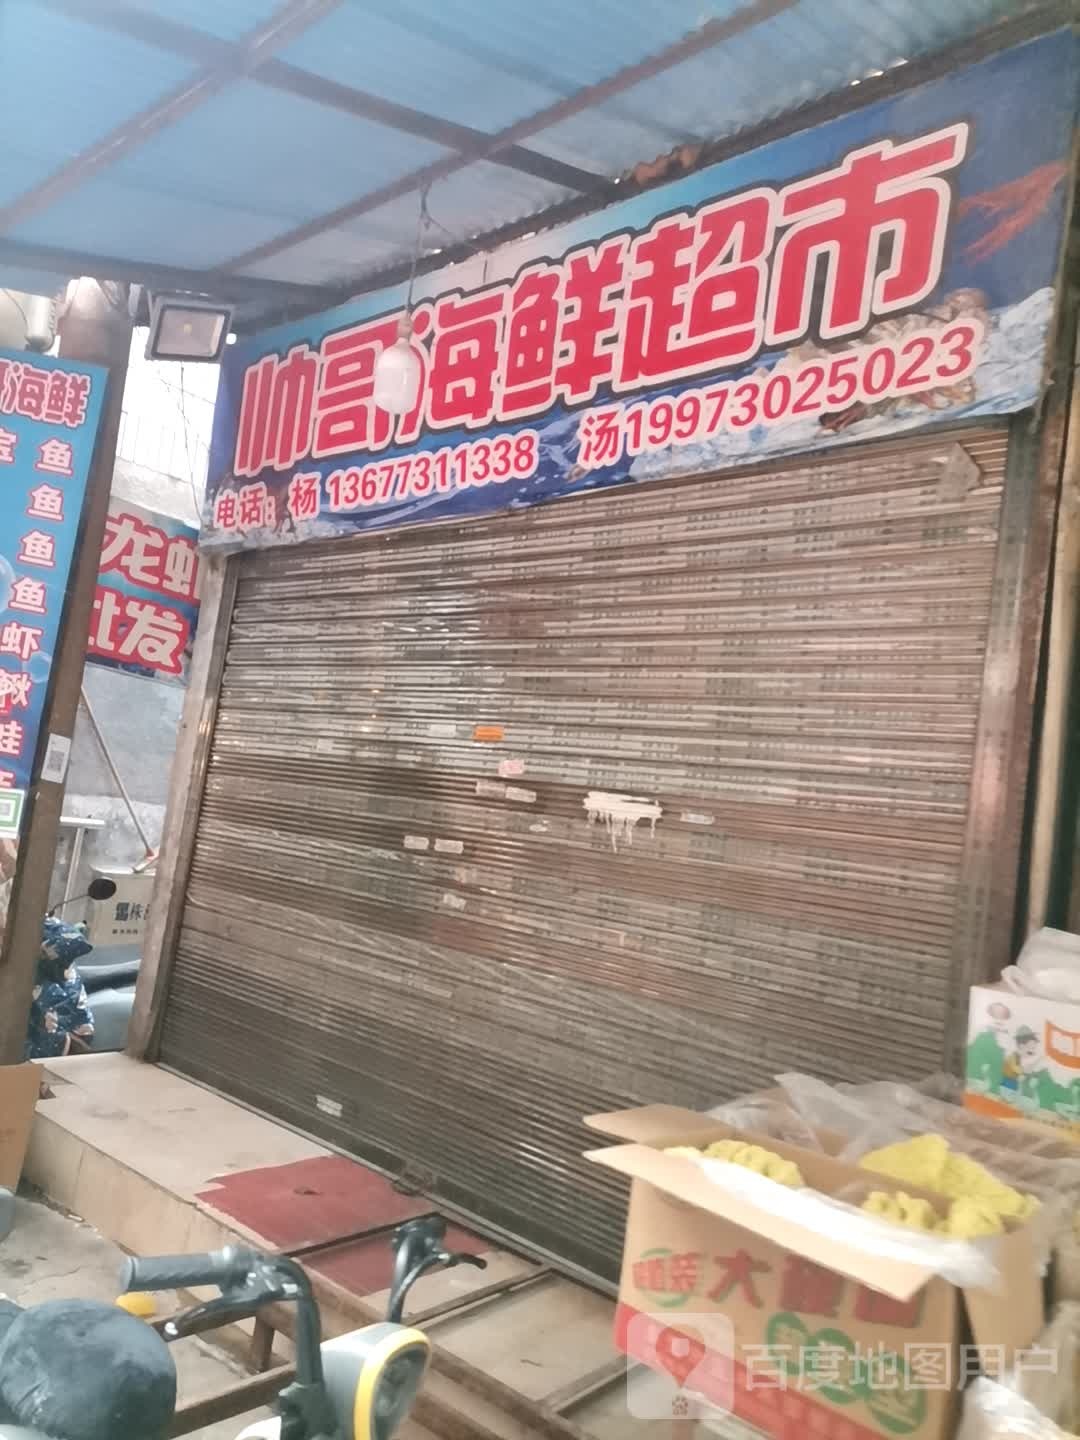 帅哥海鲜超市
电话：杨 13677311338 汤19973025023
海鲜
鱼
鱼
鱼
鱼
虾
鳅
蛙
龙虾
批发
大
百度地图用户